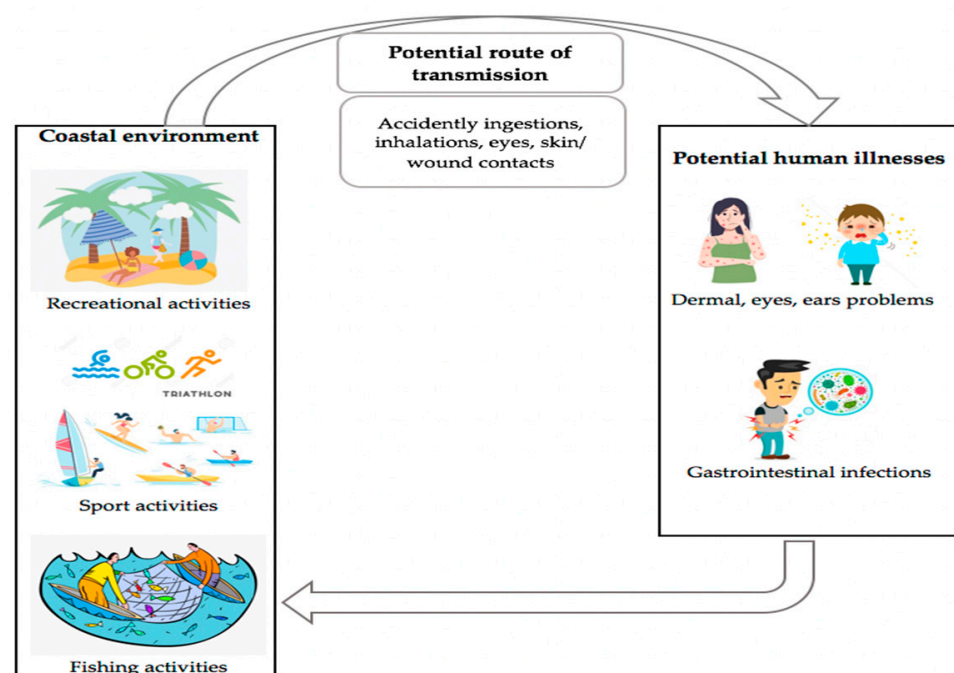 Potential route of
transmission
Accidently ingestions,
inhalations, eyes, skin/
wound contacts
Coastal environment
Recreational activities
TRIATHLON
Sport activities
Fishing activities
Potential human illnesses
Dermal, eyes, ears problems
Gastrointestinal infections